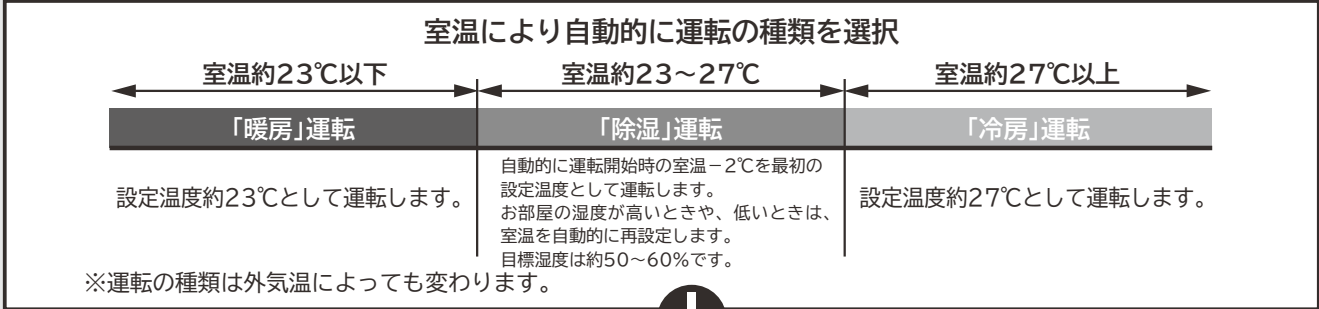 室温により自動的に運転の種類を選択
室温約23℃以下
室温約23～27℃
室温約27℃以上
「暖房」運転
「除湿」運転
「冷房」運転
設定温度約23℃として運転します。
自動的に運転開始時の室温－2℃を最初の
設定温度として運転します。
お部屋の湿度が高いときや、低いときは、
室温を自動的に再設定します。
目標湿度は約50～60%です。
設定温度約27℃として運転します。
※運転の種類は外気温によっても変わります。